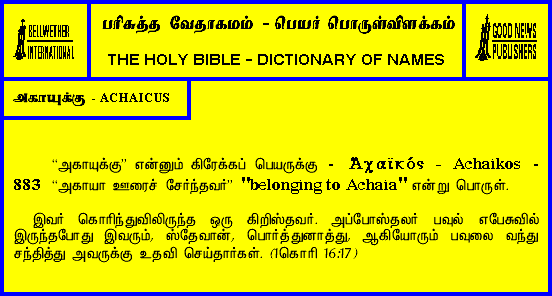 BELLWETHER
INTERNATIONAL
பரிசுத்த வேதாகமம் - பெயர் பொருள்விளக்கம்
THE HOLY BIBLE - DICTIONARY OF NAMES
GOOD NEWS
PUBLISHERS
அகாயுக்கு - ACHAICUS
“அகாயுக்கு” என்னும் கிரேக்கப் பெயருக்கு - Ἀχαϊκός - Achaikos -
883 “அகாயா ஊரைச் சேர்ந்தவர்” "belonging to Achaia" என்று பொருள்.
இவர் கொரிந்துவிலிருந்த ஒரு கிறிஸ்தவர். அப்போஸ்தலர் பவுல் எபேசுவில்
இருந்தபோது இவரும், ஸ்தேவான், பொர்த்துனாத்து, ஆகியோரும் பவுலை வந்து
சந்தித்து அவருக்கு உதவி செய்தார்கள். (1கொரி 16:17)